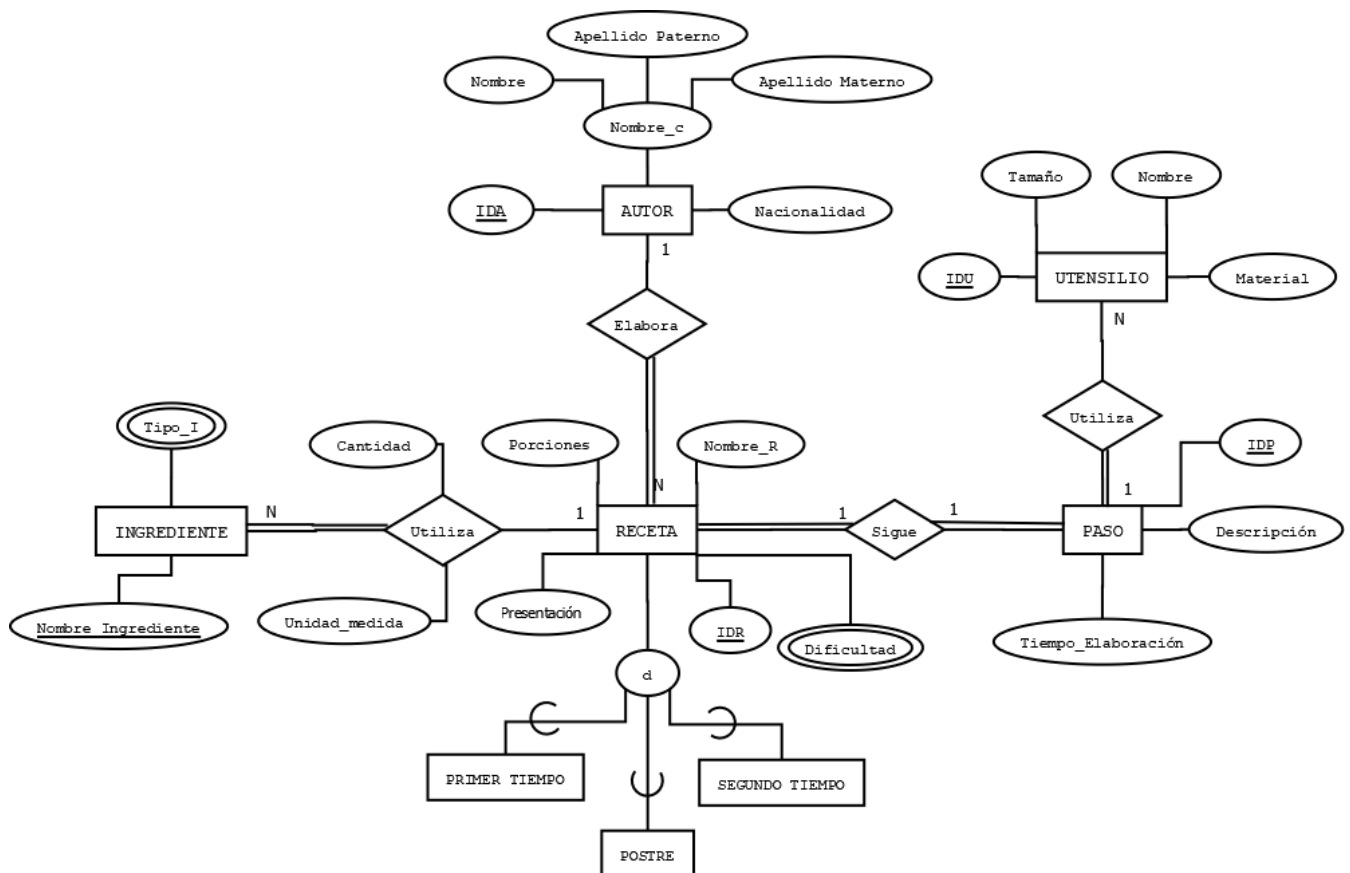 Apellido Paterno
Nombre
Apellido Materno
Nombre_c
Tamaño
Nombre
IDA
AUTOR
Nacionalidad
1
IDU
UTENSILIO
Material
N
Elabora
Tipo_I
Cantidad
Porciones
Nombre_R
Utiliza
IDP
N
1
N
1
1
1
INGREDIENTE
Utiliza
RECETA
Sigue
PASO
Descripción
Nombre Ingrediente
Unidad_medida
Presentación
IDR
Dificultad
Tiempo_Elaboración
d
PRIMER TIEMPO
SEGUNDO TIEMPO
POSTRE